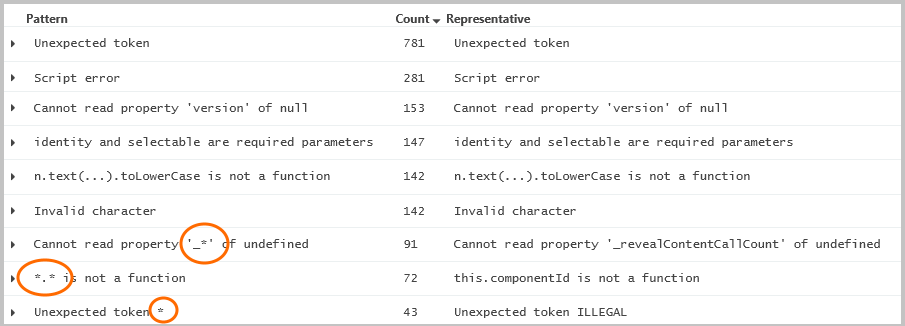 Pattern Count Representative
Unexpected token 781 Unexpected token
Script error 281 Script error
Cannot read property 'version' of null 153 Cannot read property 'version' of null
identity and selectable are required parameters 147 identity and selectable are required parameters
n.text(...).toLowerCase is not a function 142 n.text(...).toLowerCase is not a function
Invalid character 142 Invalid character
Cannot read property '_*' of undefined 91 Cannot read property '_revealContentCallCount' of undefined
*.* is not a function 72 this.componentId is not a function
Unexpected token * 43 Unexpected token ILLEGAL